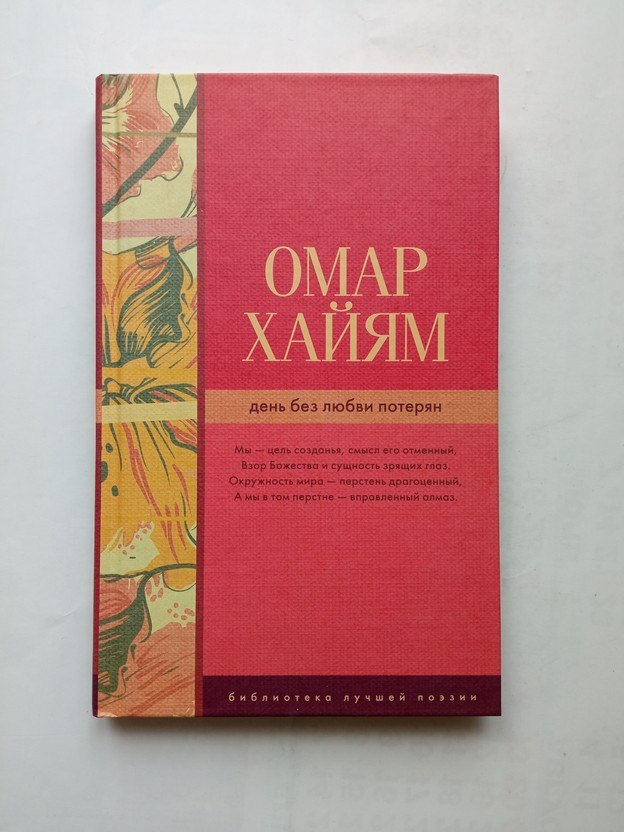 ОМАР
ХАЙЯМ
день без любви потерян
Мы — цель созданья, смысл его отменный,
Взор Божества и сущность зрящих глаз.
Окружность мира — перстень драгоценный,
А мы в том перстне — вправленный алмаз.
библиотека лучшей поэзии